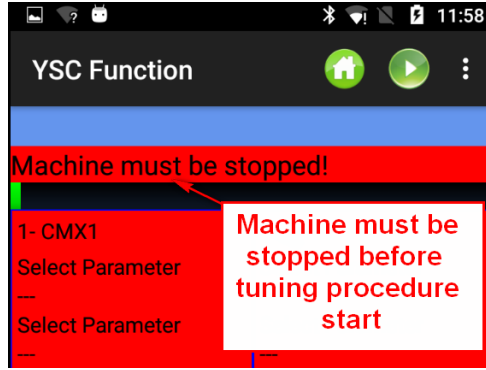 11:58
YSC Function
Machine must be stopped!
1- CMX1
Select Parameter
---
Select Parameter
---
Machine must be
stopped before
tuning procedure
start
---